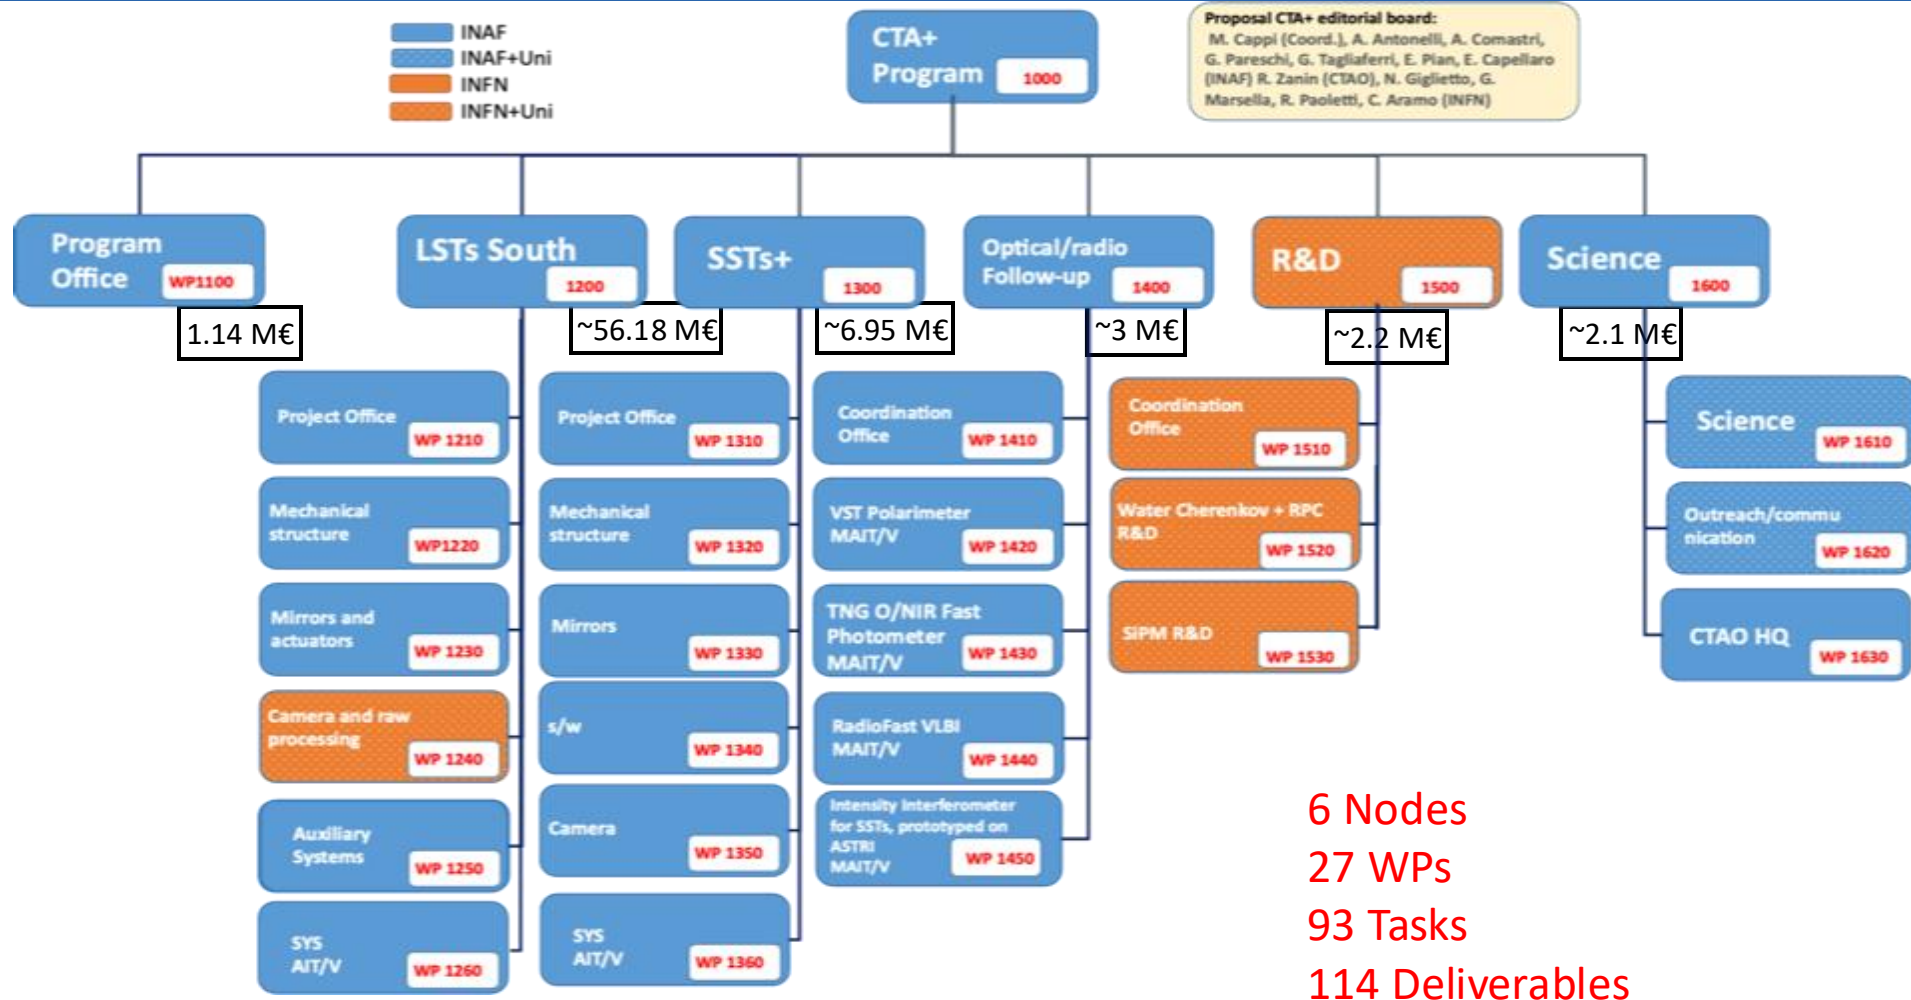 INAF
INAF+Uni
INFN
INFN+Uni
CTA+
Program
1000
Proposal CTA+ editorial board:
M. Cappi (Coord.), A. Antonelli, A. Comastri,
G. Pareschi, G. Tagliaferri, E. Pian, E. Capellaro
(INAF) R. Zanin (CTAO), N. Giglietto, G.
Marsella, R. Paoletti, C. Aramo (INFN)
Program
Office
WP1100
1.14 M€
LSTs South
1200
~56.18 M€
SSTs+
1300
~6.95 M€
Optical/radio
Follow-up
1400
~3 M€
R&D
1500
~2.2 M€
Science
1600
~2.1 M€
Project Office
WP 1210
Mechanical
structure
WP1220
Mirrors and
actuators
WP 1230
Camera and raw
processing
WP 1240
Auxiliary
Systems
WP 1250
SYS
AIT/V
WP 1260
Project Office
WP 1310
Mechanical
structure
WP 1320
Mirrors
WP 1330
s/w
WP 1340
Camera
WP 1350
SYS
AIT/V
WP 1360
Coordination
Office
WP 1410
VST Polarimeter
MAIT/V
WP 1420
TNG O/NIR Fast
Photometer
MAIT/V
WP 1430
RadioFast VLBI
MAIT/V
WP 1440
Intensity Interferometer
for SSTs, prototyped on
ASTRI
MAIT/V
WP 1450
Coordination
Office
WP 1510
Water Cherenkov + RPC
R&D
WP 1520
SiPM R&D
WP 1530
Science
WP 1610
Outreach/commu
nication
WP 1620
CTAO HQ
WP 1630
6 Nodes
27 WPs
93 Tasks
114 Deliverables